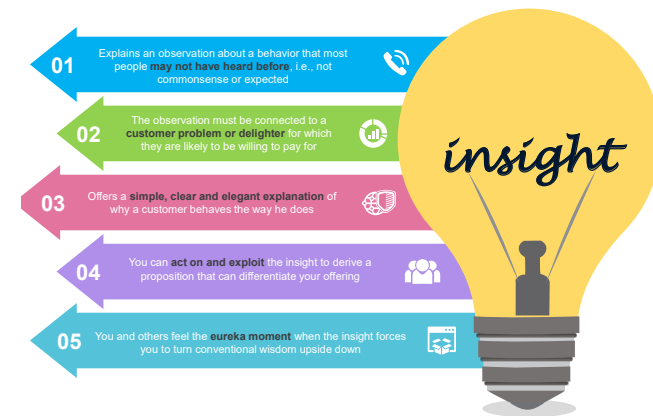 01
Explains an observation about a behavior that most
people may not have heard before, i.e., not
commonsense or expected
02
The observation must be connected to a
customer problem or delighter for which
they are likely to be willing to pay for
03
Offers a simple, clear and elegant explanation of
why a customer behaves the way he does
04
You can act on and exploit the insight to derive a
proposition that can differentiate your offering
05
You and others feel the eureka moment when the insight forces
you to turn conventional wisdom upside down
insight